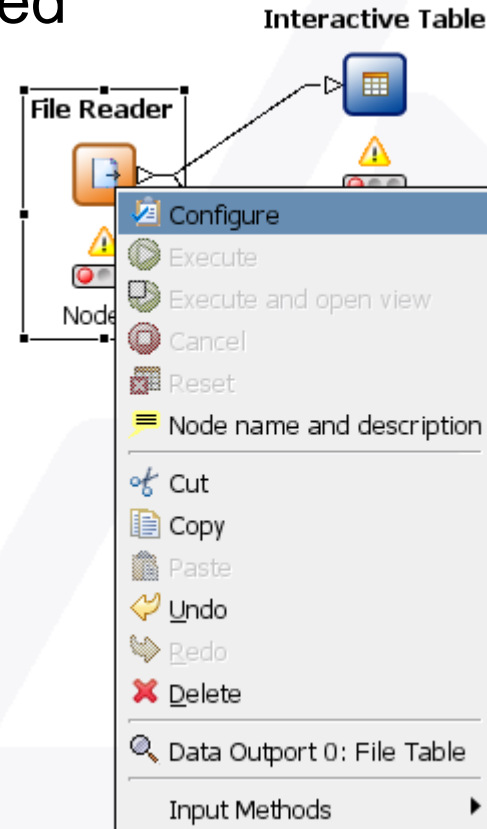 ed
Interactive Table
File Reader
Node
Configure
Execute
Execute and open view
Cancel
Reset
Node name and description
Cut
Copy
Paste
Undo
Redo
Delete
Data Outport 0: File Table
Input Methods